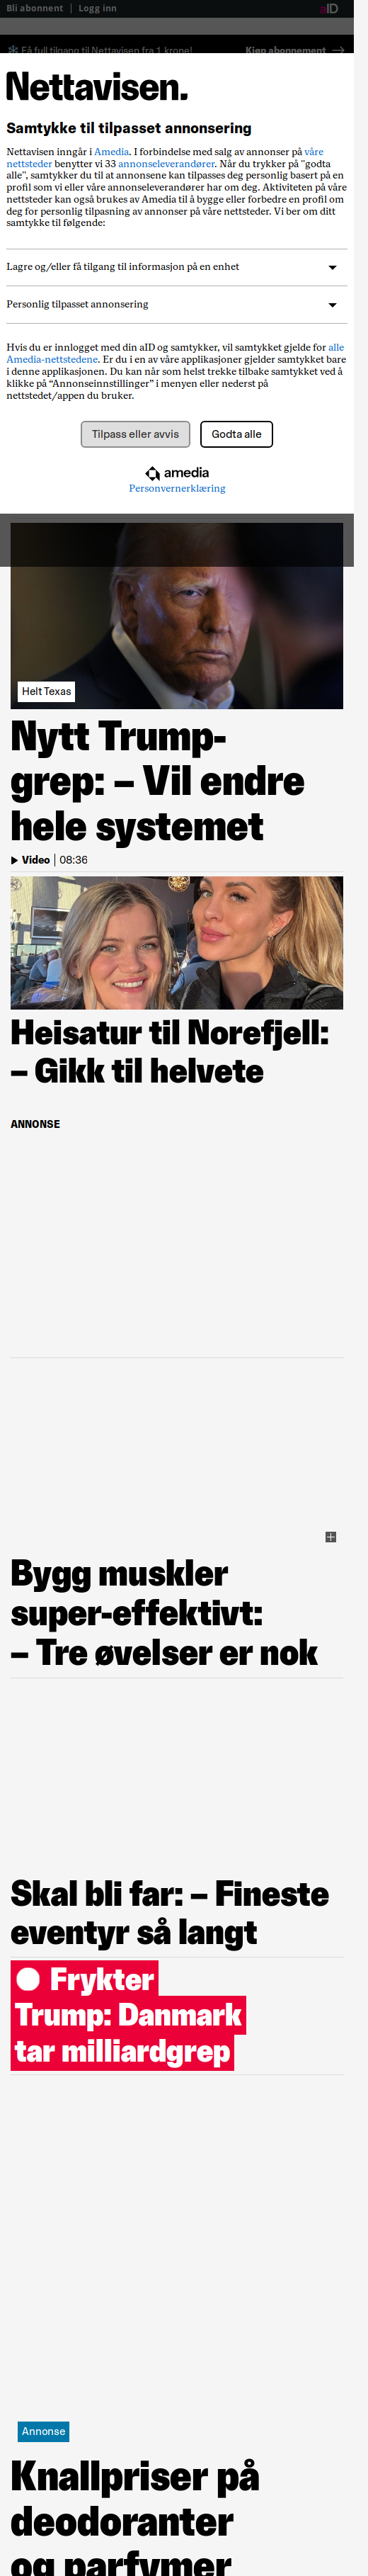 Bli abonnent | Logg inn aID
Få full tilgang til Nettavisen fra 1 krone! Kjøp abonnement
Nettavisen.
Samtykke til tilpasset annonsering
Nettavisen inngår i Amedia. I forbindelse med salg av annonser på våre
nettsteder benytter vi 33 annonseleverandører. Når du trykker på "godta
alle", samtykker du til at annonsene kan tilpasses deg personlig basert på en
profil som vi eller våre annonseleverandører har om deg. Aktiviteten på våre
nettsteder kan også brukes av Amedia til å bygge eller forbedre en profil om
deg for personlig tilpasning av annonser på våre nettsteder. Vi ber om ditt
samtykke til følgende:
Lagre og/eller få tilgang til informasjon på en enhet
Personlig tilpasset annonsering
Hvis du er innlogget med din aID og samtykker, vil samtykket gjelde for alle
Amedia-nettstedene. Er du i en av våre applikasjoner gjelder samtykket bare
i denne applikasjonen. Du kan når som helst trekke tilbake samtykket ved å
klikke på “Annonseinnstillinger” i menyen eller nederst på
nettstedet/appen du bruker.
Tilpass eller avvis Godta alle
amedia
Personvernerklæring
Helt Texas
Nytt Trump-
grep: – Vil endre
hele systemet
Video | 08:36
Heisatur til Norefjell:
– Gikk til helvete
ANNONSE
Bygg muskler
super-effektivt:
– Tre øvelser er nok
Skal bli far: – Fineste
eventyr så langt
Frykter
Trump: Danmark
tar milliardgrep
Annonse
Knallpriser på
deodoranter
og parfymer